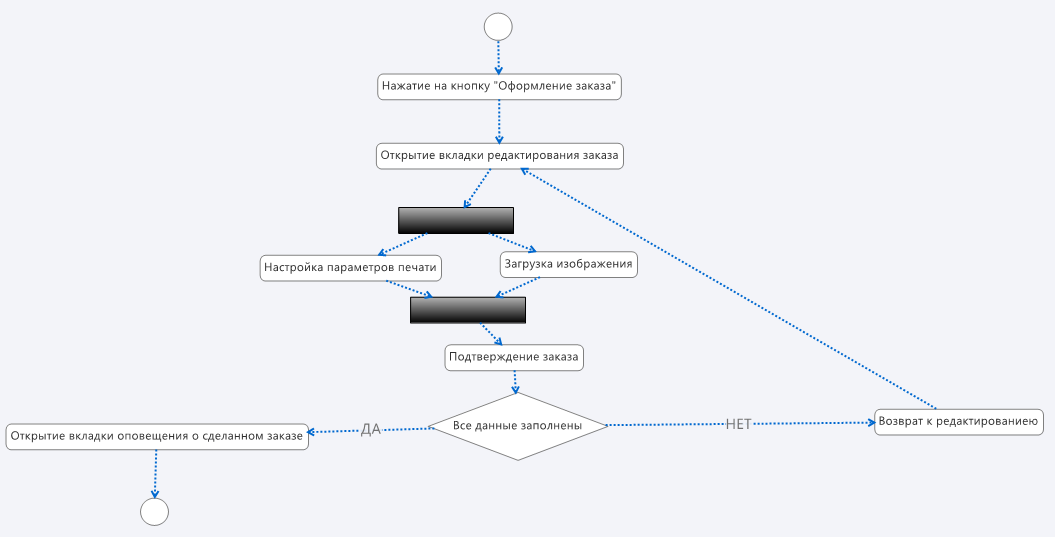 Нажатие на кнопку "Оформление заказа"
Открытие вкладки редактирования заказа
Настройка параметров печати
Загрузка изображения
Подтверждение заказа
Все данные заполнены
ДА
НЕТ
Открытие вкладки оповещения о сделанном заказе
Возврат к редактированиею